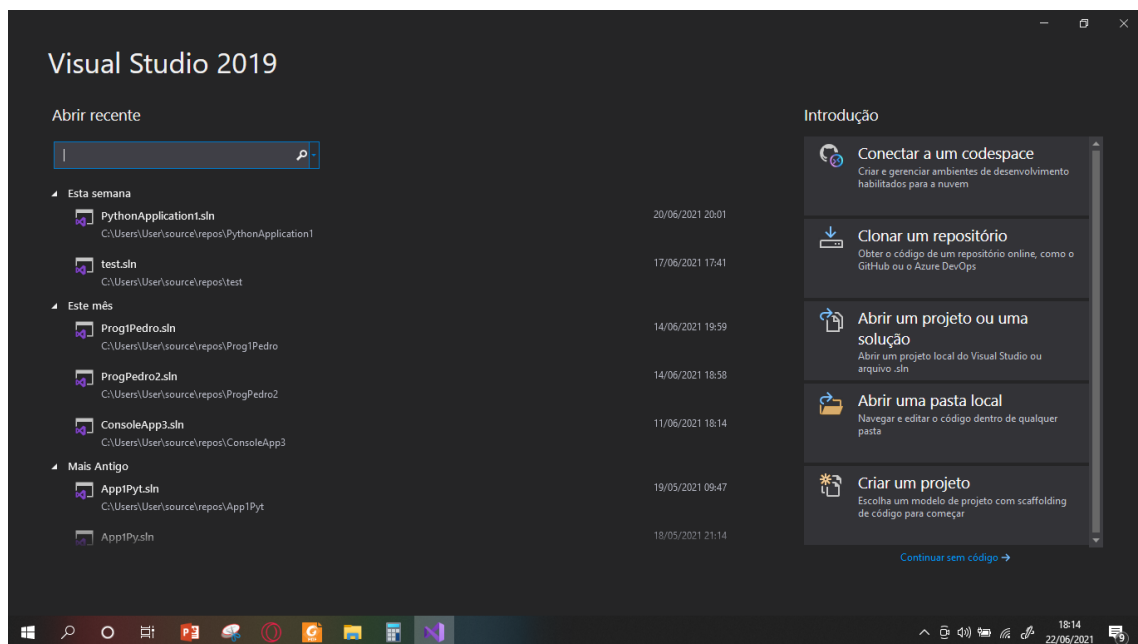 Visual Studio 2019
Abrir recente
Esta semana
PythonApplication1.sln
20/06/2021 20:01
C:\Users\User\source\repos\PythonApplication1
test.sln
17/06/2021 17:41
C:\Users\User\source\repos\test
Este mês
Prog1Pedro.sln
14/06/2021 19:59
C:\Users\User\source\repos\Prog1Pedro
ProgPedro2.sln
14/06/2021 18:58
C:\Users\User\source\repos\ProgPedro2
ConsoleApp3.sln
11/06/2021 18:14
C:\Users\User\source\repos\ConsoleApp3
Mais Antigo
App1Pyt.sln
19/05/2021 09:47
C:\Users\User\source\repos\App1Pyt
App1Py.sln
18/05/2021 21:14
Introdução
Conectar a um codespace
Criar e gerenciar ambientes de desenvolvimento
habilitados para a nuvem
Clonar um repositório
Obter o código de um repositório online, como o
GitHub ou o Azure DevOps
Abrir um projeto ou uma
solução
Abrir um projeto local do Visual Studio ou
arquivo .sln
Abrir uma pasta local
Navegar e editar o código dentro de qualquer
pasta
Criar um projeto
Escolha um modelo de projeto com scaffolding
de código para começar
Continuar sem código →
18:14
22/06/2021
9